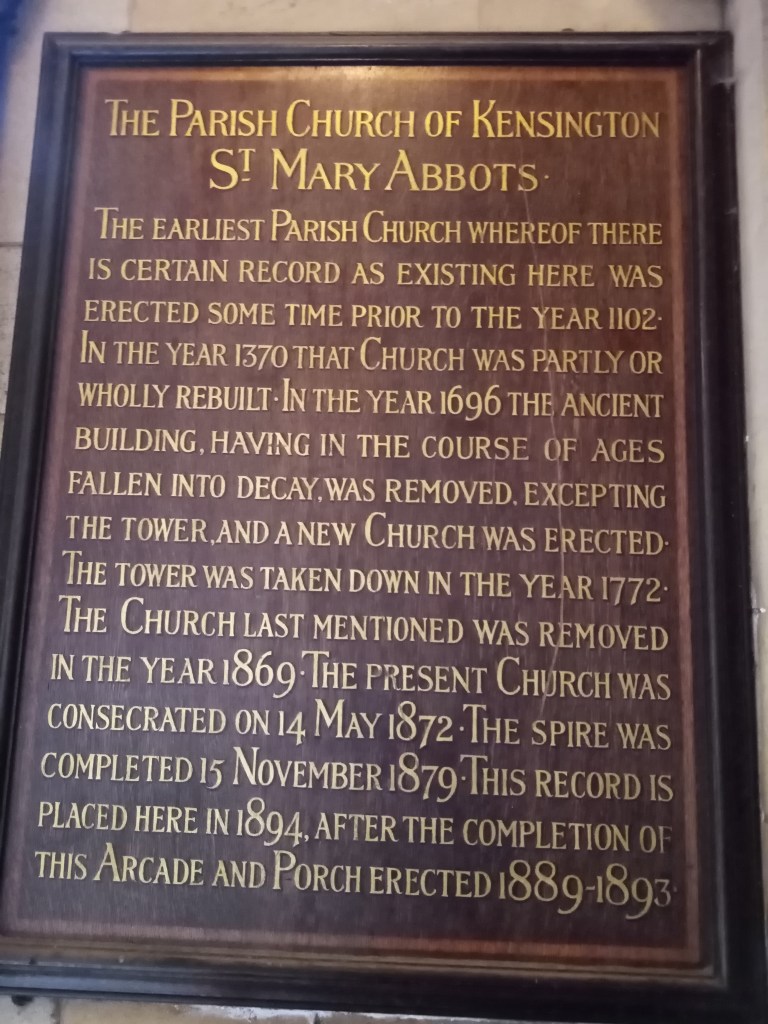 THE PARISH CHURCH OF KENSINGTON
ST MARY ABBOTS·
THE EARLIEST PARISH CHURCH WHEREOF THERE
IS CERTAIN RECORD AS EXISTING HERE WAS
ERECTED SOME TIME PRIOR TO THE YEAR 1102·
IN THE YEAR 1370 THAT CHURCH WAS PARTLY OR
WHOLLY REBUILT· IN THE YEAR 1696 THE ANCIENT
BUILDING, HAVING IN THE COURSE OF AGES
FALLEN INTO DECAY, WAS REMOVED, EXCEPTING
THE TOWER, AND A NEW CHURCH WAS ERECTED·
THE TOWER WAS TAKEN DOWN IN THE YEAR 1772·
THE CHURCH LAST MENTIONED WAS REMOVED
IN THE YEAR 1869· THE PRESENT CHURCH WAS
CONSECRATED ON 14 MAY 1872· THE SPIRE WAS
COMPLETED 15 NOVEMBER 1879· THIS RECORD IS
PLACED HERE IN 1894, AFTER THE COMPLETION OF
THIS ARCADE AND PORCH ERECTED 1889-1893·